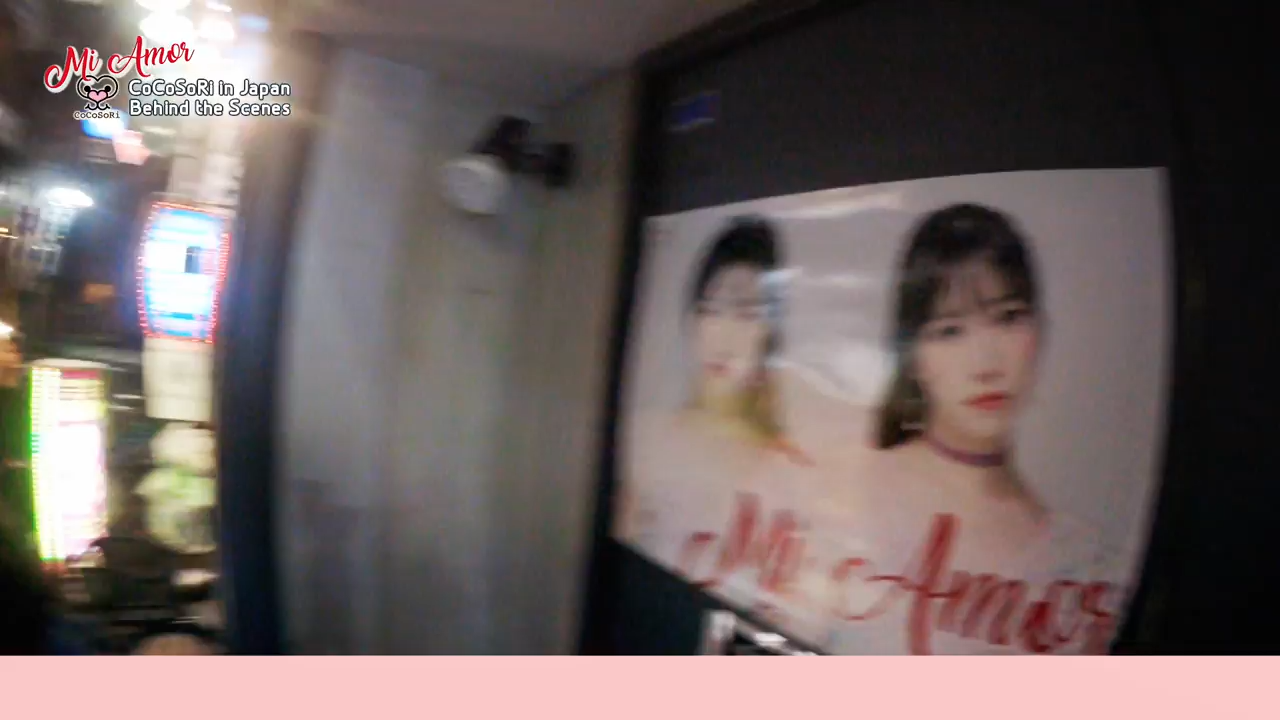 Mi Amor
CoCoSoRi in Japan
Behind the Scenes
CoCoSoRi
Mi Amor